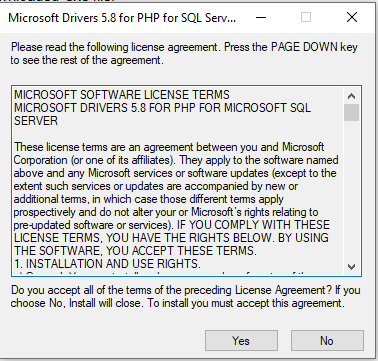 Microsoft Drivers 5.8 for PHP for SQL Serv...
Please read the following license agreement. Press the PAGE DOWN key
to see the rest of the agreement.
MICROSOFT SOFTWARE LICENSE TERMS
MICROSOFT DRIVERS 5.8 FOR PHP FOR MICROSOFT SQL
SERVER
These license terms are an agreement between you and Microsoft
Corporation (or one of its affiliates). They apply to the software named
above and any Microsoft services or software updates (except to the
extent such services or updates are accompanied by new or
additional terms, in which case those different terms apply
prospectively and do not alter your or Microsoft's rights relating to
pre-updated software or services). IF YOU COMPLY WITH THESE
LICENSE TERMS, YOU HAVE THE RIGHTS BELOW. BY USING
THE SOFTWARE, YOU ACCEPT THESE TERMS.
1. INSTALLATION AND USE RIGHTS.
Do you accept all of the terms of the preceding License Agreement? If you
choose No, Install will close. To install you must accept this agreement.
Yes
No